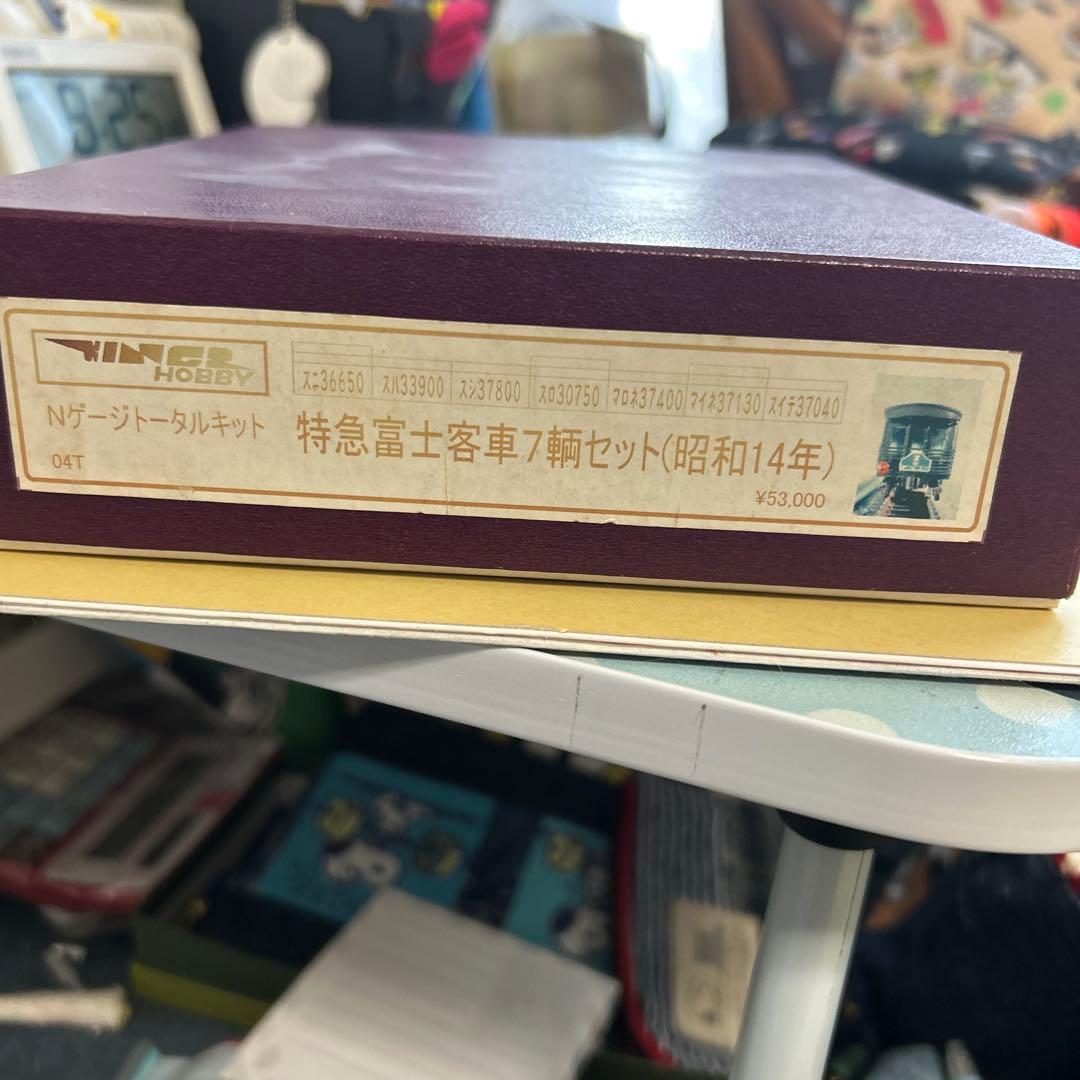 WINGS
HOBBY
スニ36650 スハ33900 スシ37800 スロ30750 マロネ37400 マイネ37130 スイテ37040
Nゲージトータルキット
特急富士客車7輌セット(昭和14年)
04T
¥53,000
9:25